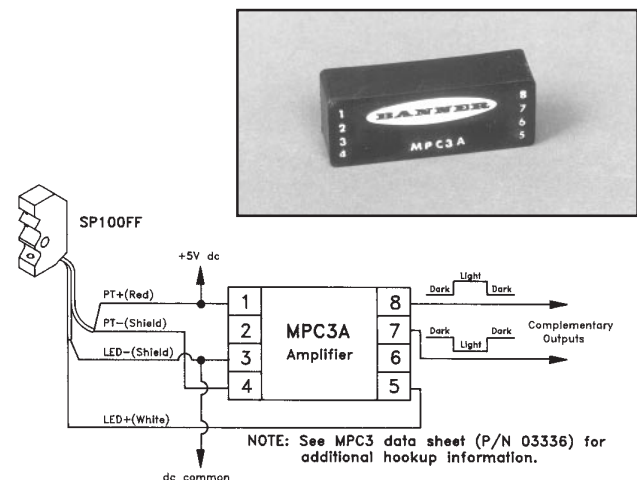 BANNER
MPC3A
1
2
3
4
8
7
6
5
SP100FF
+5V dc
PT+(Red)
PT-(Shield)
LED-(Shield)
LED+(White)
dc common
1
2
3
4
MPC3A
Amplifier
8
7
6
5
Dark Light Dark
Dark Light Dark
Complementary
Outputs
NOTE: See MPC3 data sheet (P/N 03336) for
additional hookup information.